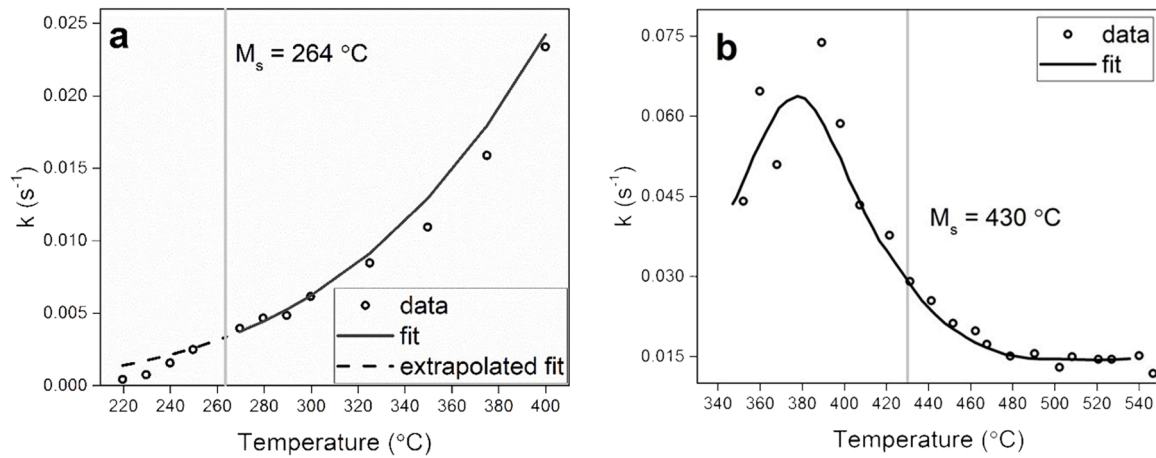 a
M_s = 264 °C
k (s⁻¹)
0.025
0.020
0.015
0.010
0.005
0.000
data
fit
extrapolated fit
220 240 260 280 300 320 340 360 380 400
Temperature (°C)
b
data
fit
M_s = 430 °C
k (s⁻¹)
0.075
0.060
0.045
0.030
0.015
340 360 380 400 420 440 460 480 500 520 540
Temperature (°C)